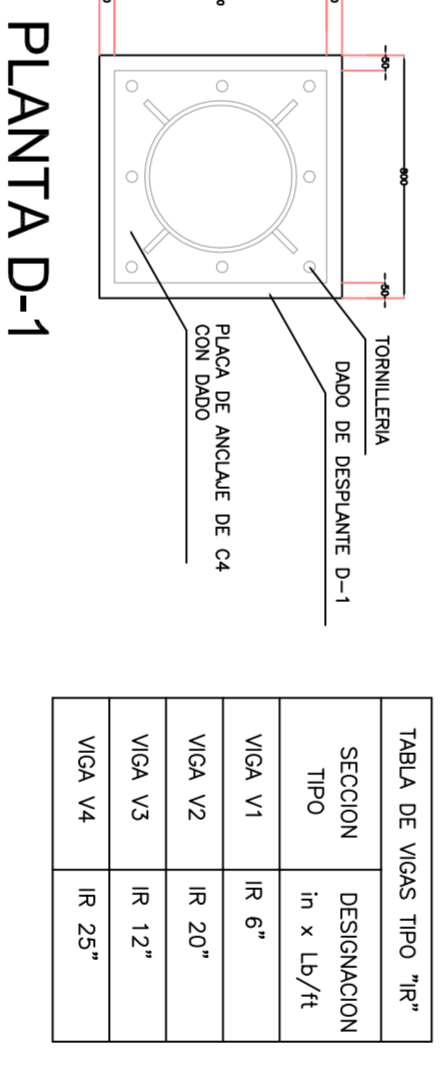 50
800
50
TORNILLERIA
DADO DE DESPLANTE D-1
PLACA DE ANCLAJE DE C4
CON DADO
PLANTA D-1
TABLA DE VIGAS TIPO "IR"
SECCION TIPO
DESIGNACION in x Lb/ft
VIGA V1 IR 6"
VIGA V2 IR 20"
VIGA V3 IR 12"
VIGA V4 IR 25"